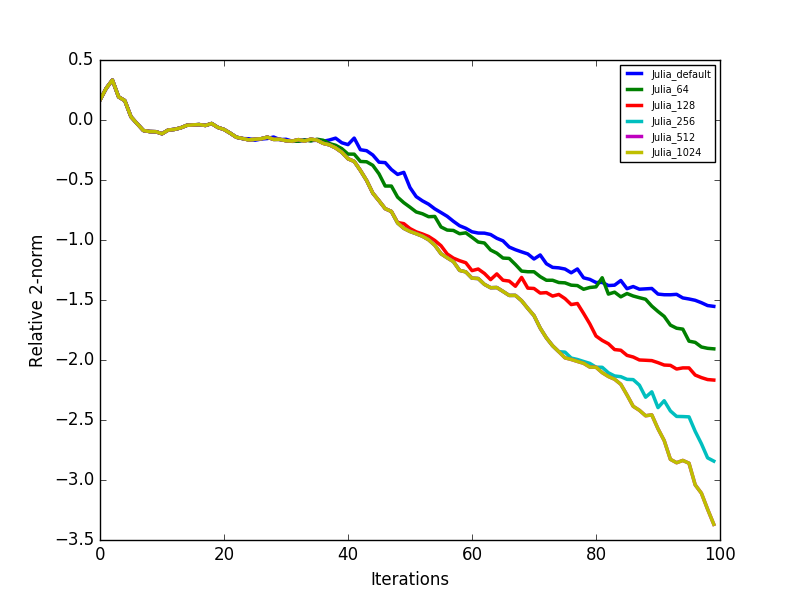 0.5
0.0
−0.5
−1.0
−1.5
−2.0
−2.5
−3.0
−3.5
Relative 2-norm
0 20 40 60 80 100
Iterations
Julia_default
Julia_64
Julia_128
Julia_256
Julia_512
Julia_1024